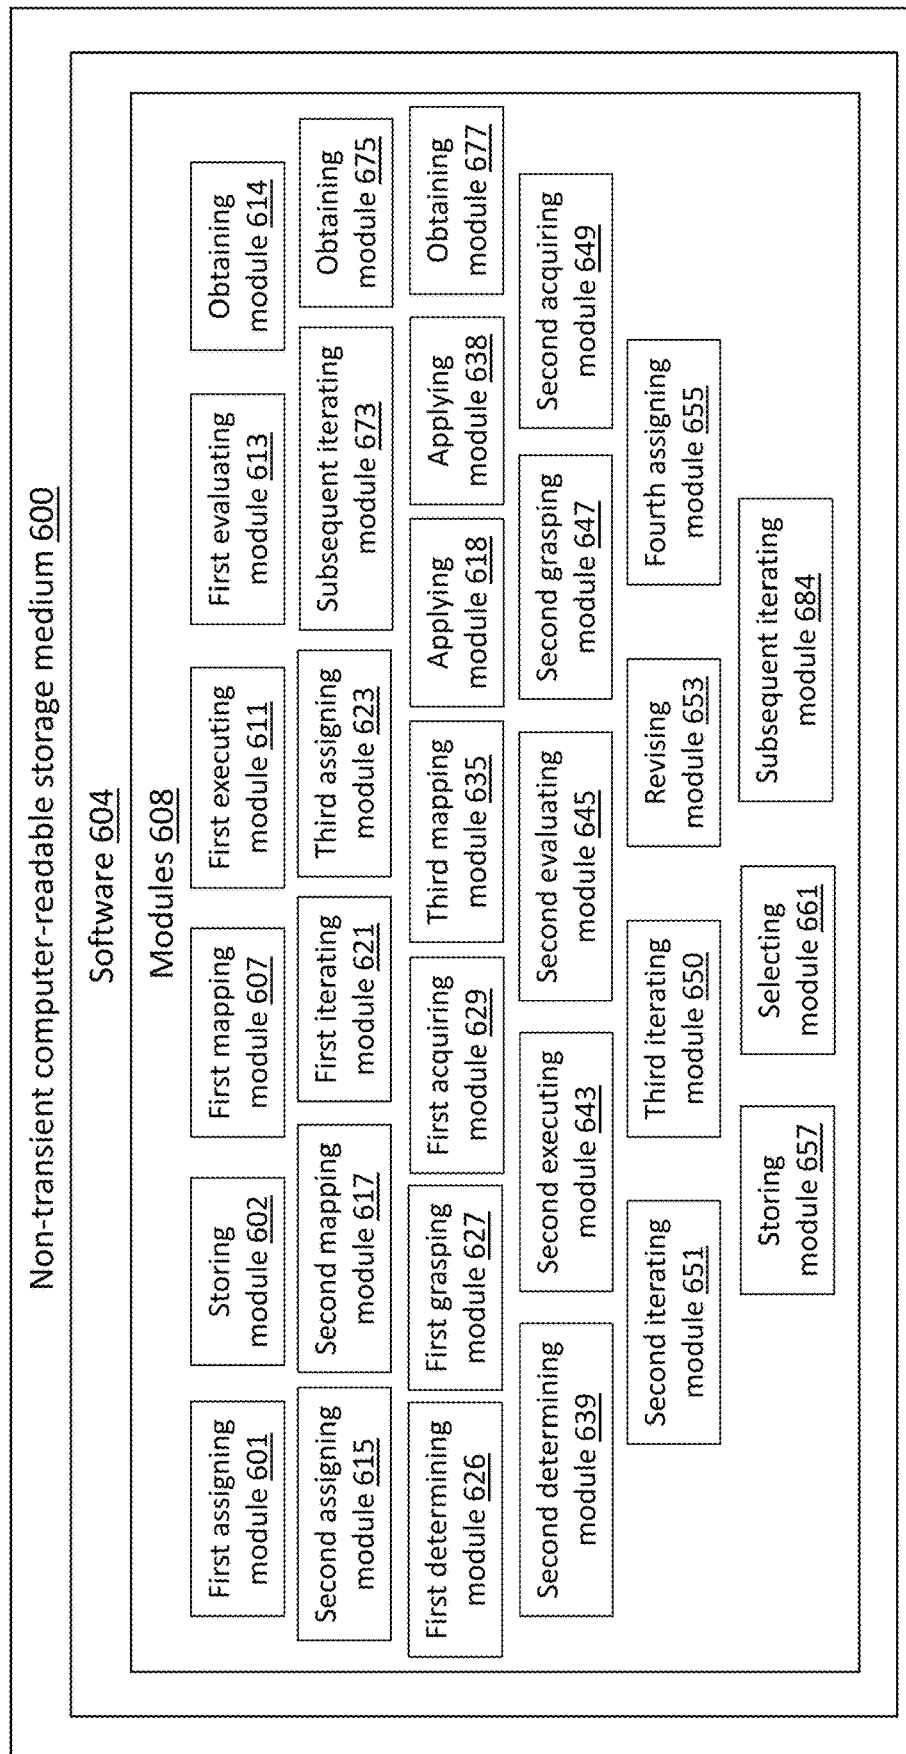 Non-transient computer-readable storage medium 600
Software 604
Modules 608
First assigning
module 601
Storing
module 602
First mapping
module 607
First executing
module 611
First evaluating
module 613
Obtaining
module 614
Second assigning
module 615
Second mapping
module 617
First iterating
module 621
Third assigning
module 623
Subsequent iterating
module 673
Obtaining
module 675
First determining
module 626
First grasping
module 627
First acquiring
module 629
Third mapping
module 635
Applying
module 618
Applying
module 638
Obtaining
module 677
Second determining
module 639
Second executing
module 643
Second evaluating
module 645
Second grasping
module 647
Second acquiring
module 649
Second iterating
module 651
Third iterating
module 650
Revising
module 653
Fourth assigning
module 655
Storing
module 657
Selecting
module 661
Subsequent iterating
module 684